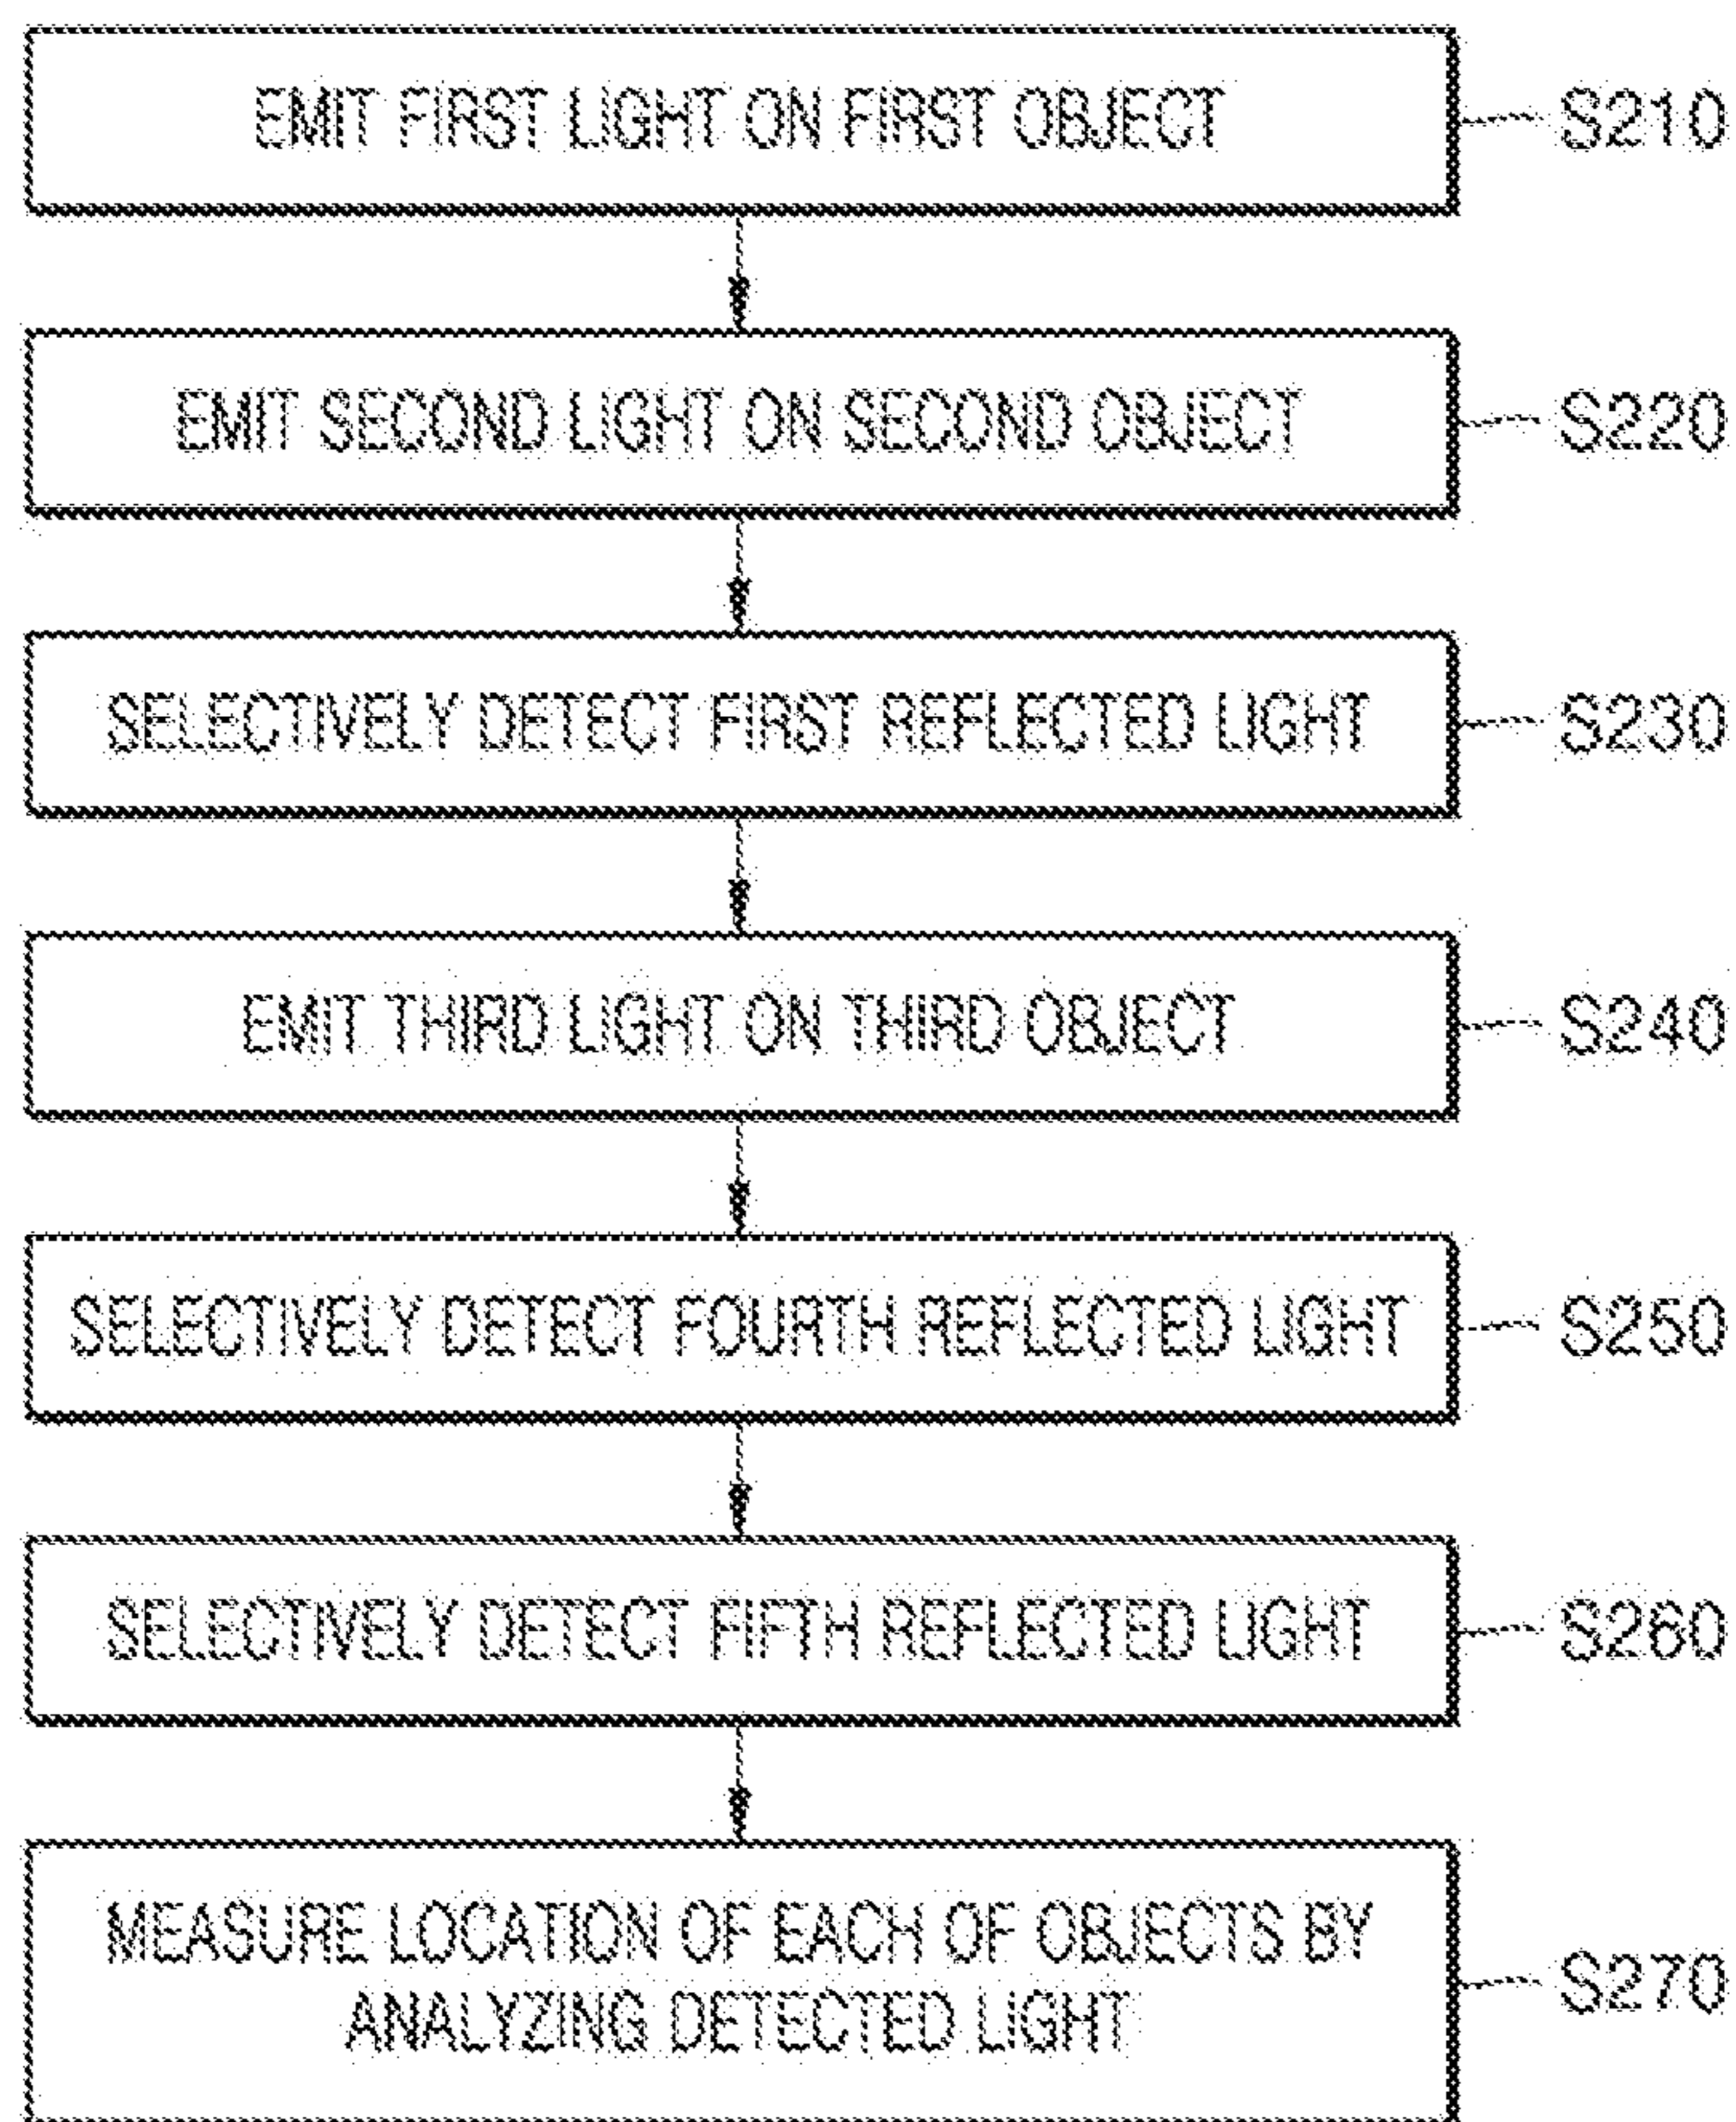 EMIT FIRST LIGHT ON FIRST OBJECT S210
EMIT SECOND LIGHT ON SECOND OBJECT S220
SELECTIVELY DETECT FIRST REFLECTED LIGHT S230
EMIT THIRD LIGHT ON THIRD OBJECT S240
SELECTIVELY DETECT FOURTH REFLECTED LIGHT S250
SELECTIVELY DETECT FIFTH REFLECTED LIGHT S260
MEASURE LOCATION OF EACH OF OBJECTS BY
ANALYZING DETECTED LIGHT S270